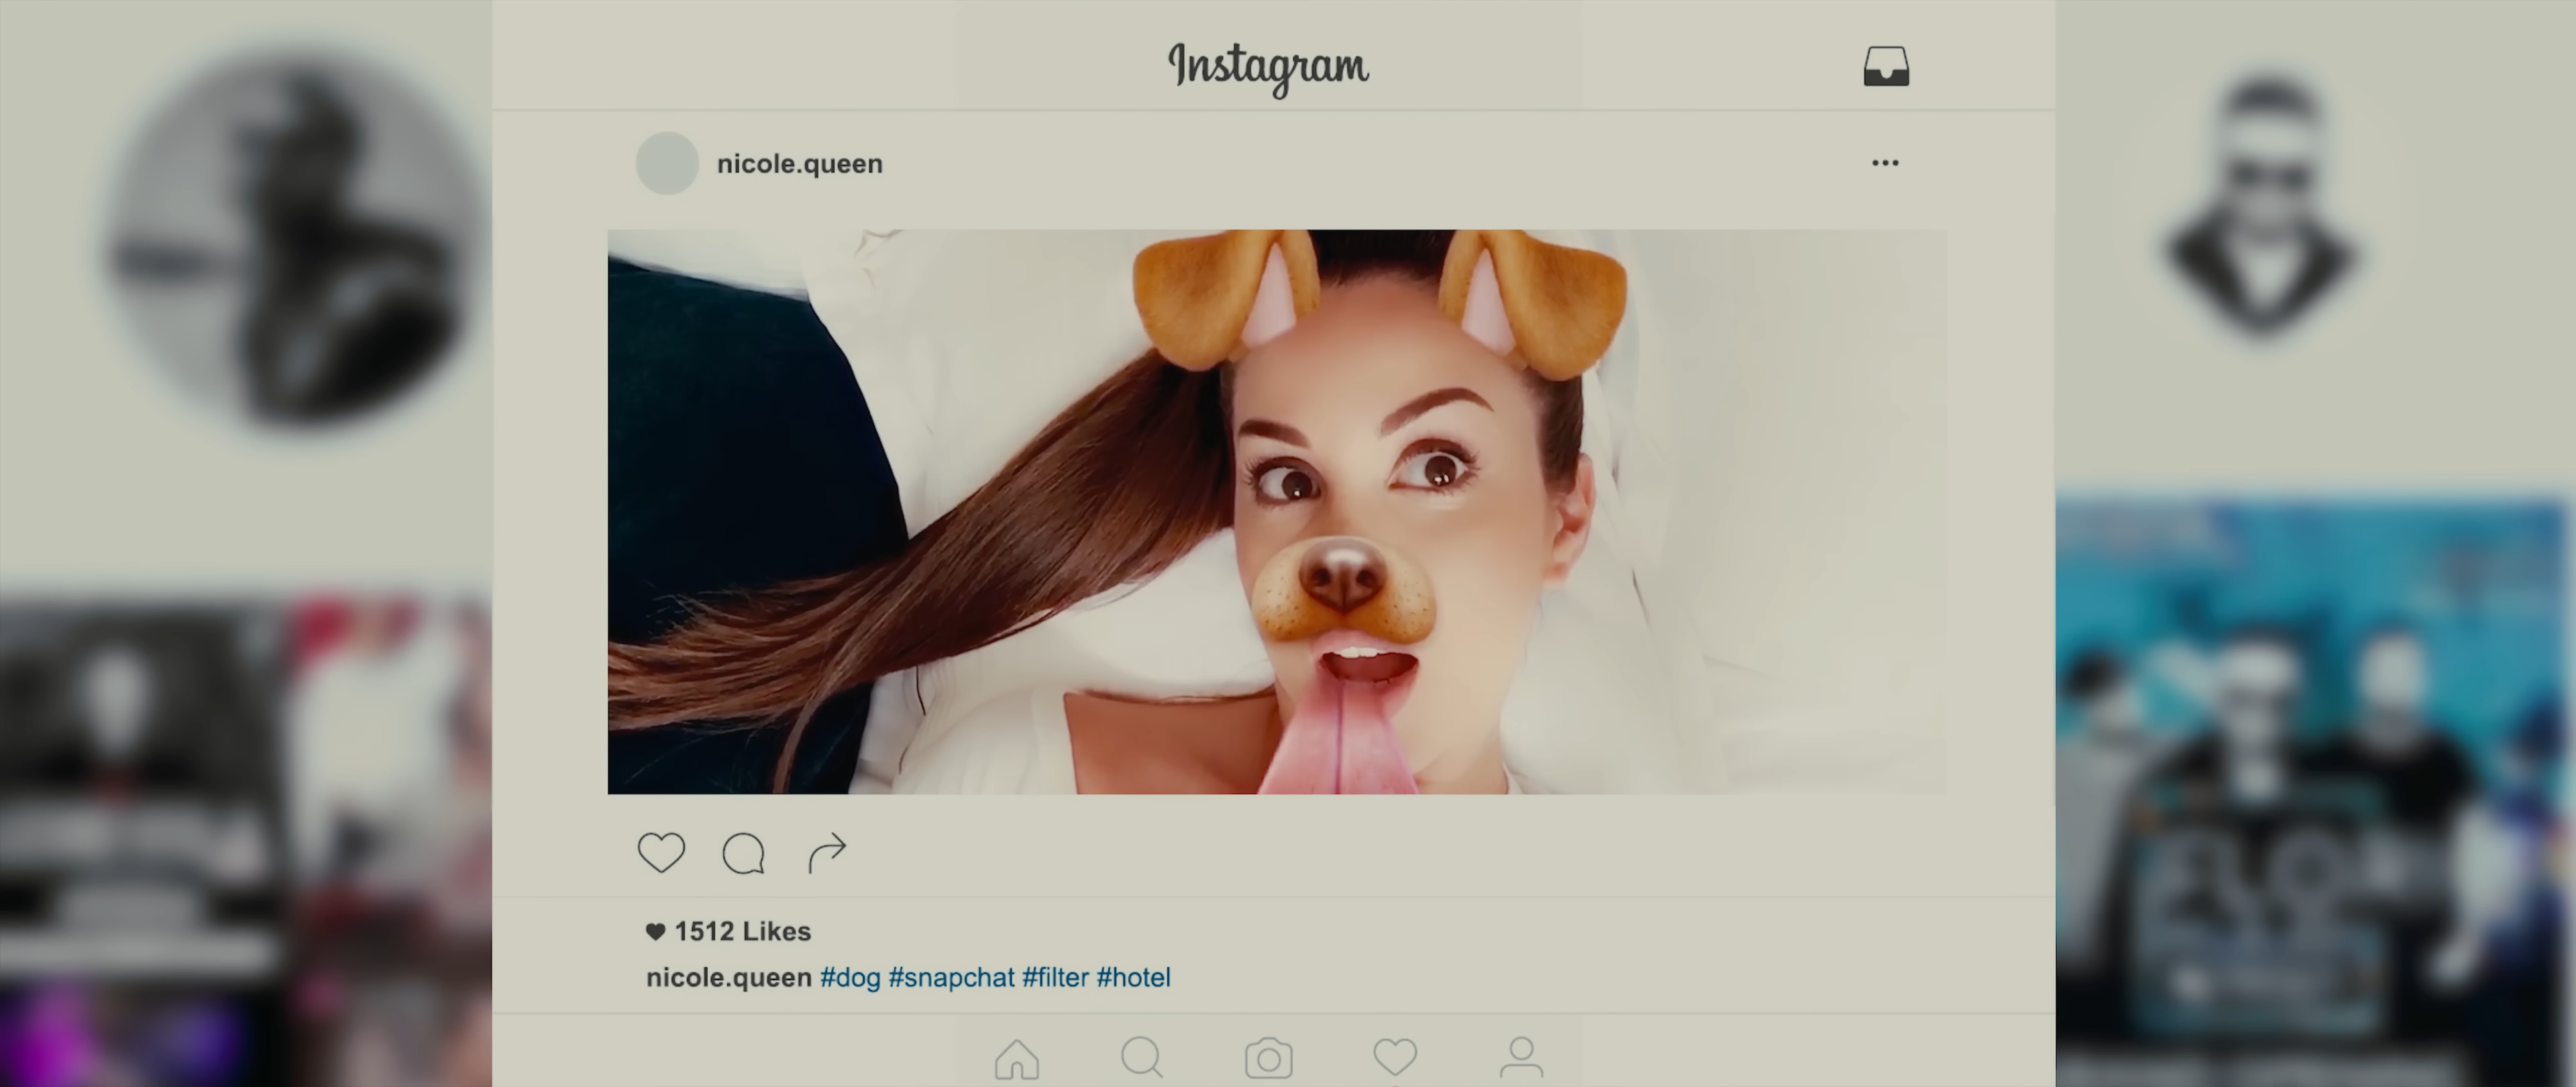 Instagram
nicole.queen
1512 Likes
nicole.queen #dog #snapchat #filter #hotel